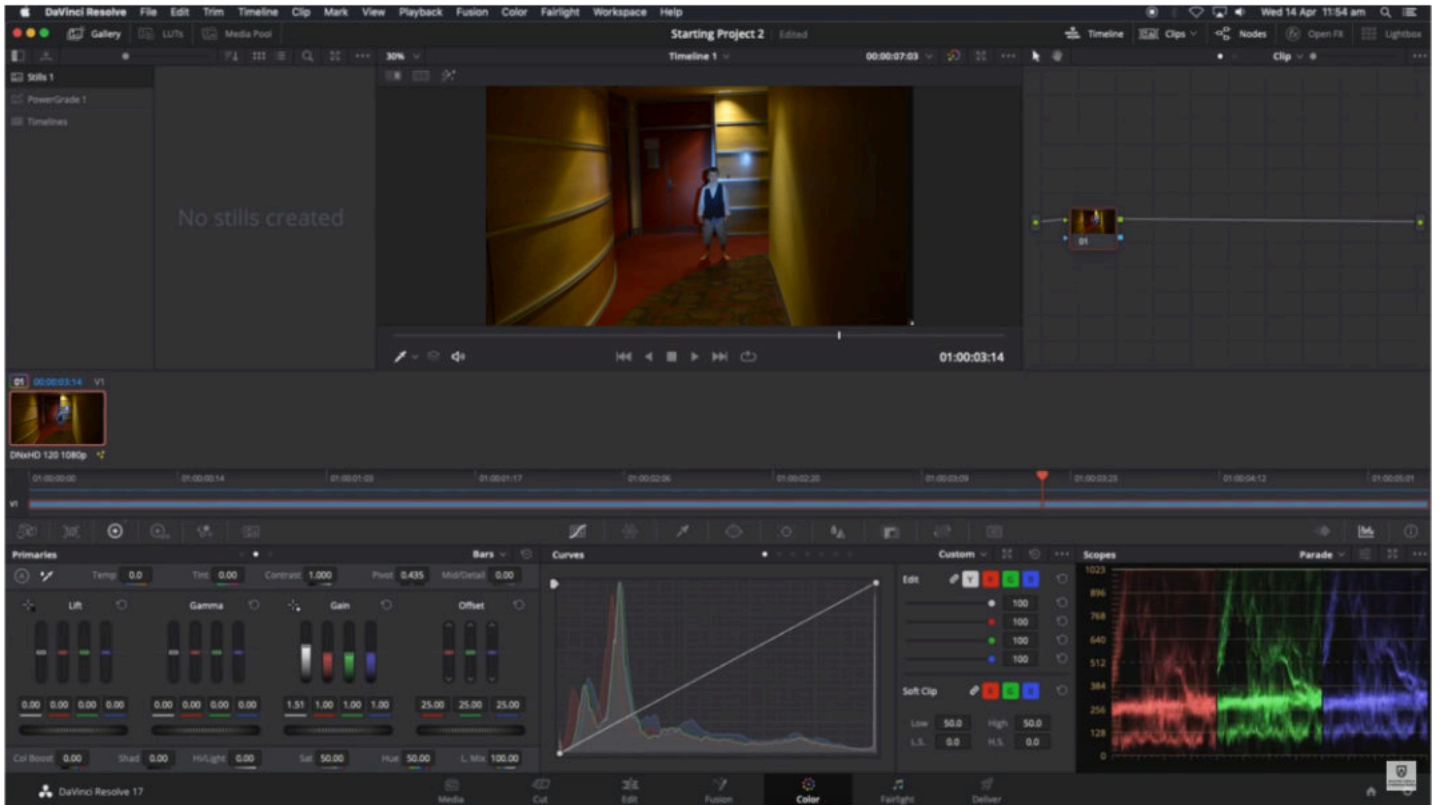 DaVinci Resolve File Edit Trim Timeline Clip Mark View Playback Fusion Color Fairlight Workspace Help Wed 14 Apr 11:54 am
Gallery LUTs Media Pool Starting Project 2 Edited Timeline Clips Nodes Open FX Lightbox
30% Timeline 1 00:00:07:03 Clip
Stills 1
PowerGrade 1
Timelines
No stills created
01
01:00:03:14
01 00:00:03:14 V1
DNxHD 120 1080p
01:00:00:00 01:00:00:14 01:00:01:03 01:00:01:17 01:00:02:06 01:00:02:20 01:00:03:09 01:00:03:23 01:00:04:12 01:00:05:01
V1
Primaries Bars Curves Custom Scopes Parade
Temp 0.0 Tint 0.00 Contrast 1.000 Pivot 0.435 Mid/Detail 0.00
Lift Gamma Gain Offset
0.00 0.00 0.00 0.00 0.00 0.00 0.00 0.00 1.51 1.00 1.00 1.00 25.00 25.00 25.00
Col Boost 0.00 Shad 0.00 Hi/Light 0.00 Sat 50.00 Hue 50.00 L. Mix 100.00
Edit Y R G B
100
100
100
100
Soft Clip R G B
Low 50.0 High 50.0
L.S. 0.0 H.S. 0.0
1023
896
768
640
512
384
256
128
0
DaVinci Resolve 17 Media Cut Edit Fusion Color Fairlight Deliver